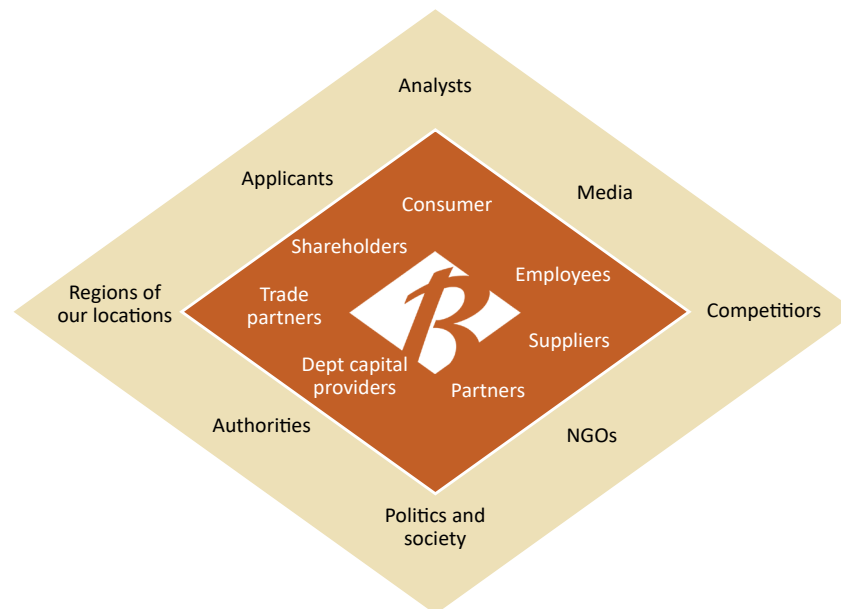 Analysts
Applicants
Media
Consumer
Shareholders
Employees
Regions of
our locations
Trade
partners
B
Competitiors
Suppliers
Dept capital
providers
Partners
Authorities
NGOs
Politics and
society